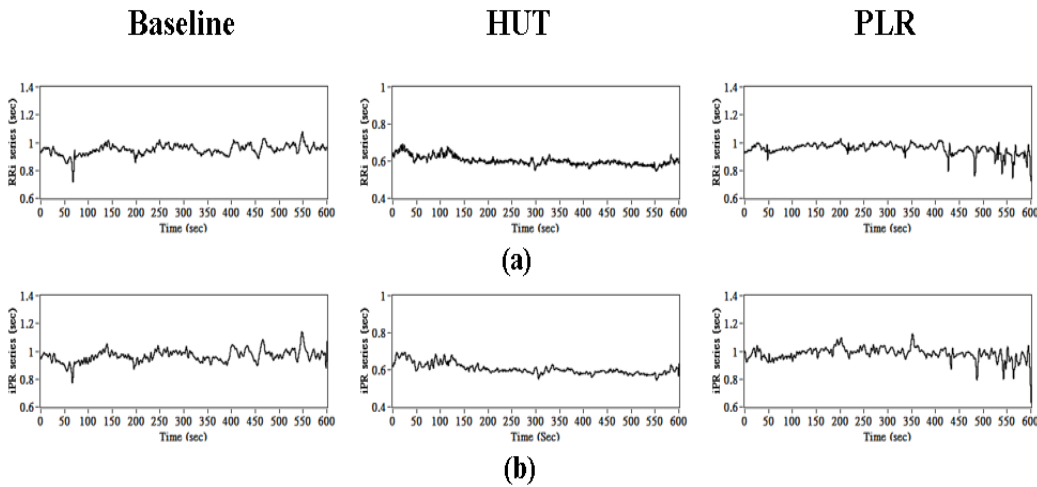 Baseline HUT PLR
1.4 1 1.4
1.2 1.2
0.8
1 1
0.6
0.8 0.8
0.6 0.4 0.6
RRi series (sec) RRi series (sec) RRi series (sec)
0 50 100 150 200 250 300 350 400 450 500 550 600 0 50 100 150 200 250 300 350 400 450 500 550 600 0 50 100 150 200 250 300 350 400 450 500 550 600
Time (sec) Time (sec) Time (sec)
(a)
1.4 1 1.4
1.2 1.2
0.8
1 1
0.6
0.8 0.8
0.6 0.4 0.6
iPR series (sec) iPR series (sec) iPR series (sec)
0 50 100 150 200 250 300 350 400 450 500 550 600 0 50 100 150 200 250 300 350 400 450 500 550 600 0 50 100 150 200 250 300 350 400 450 500 550 600
Time (sec) Time (Sec) Time (sec)
(b)